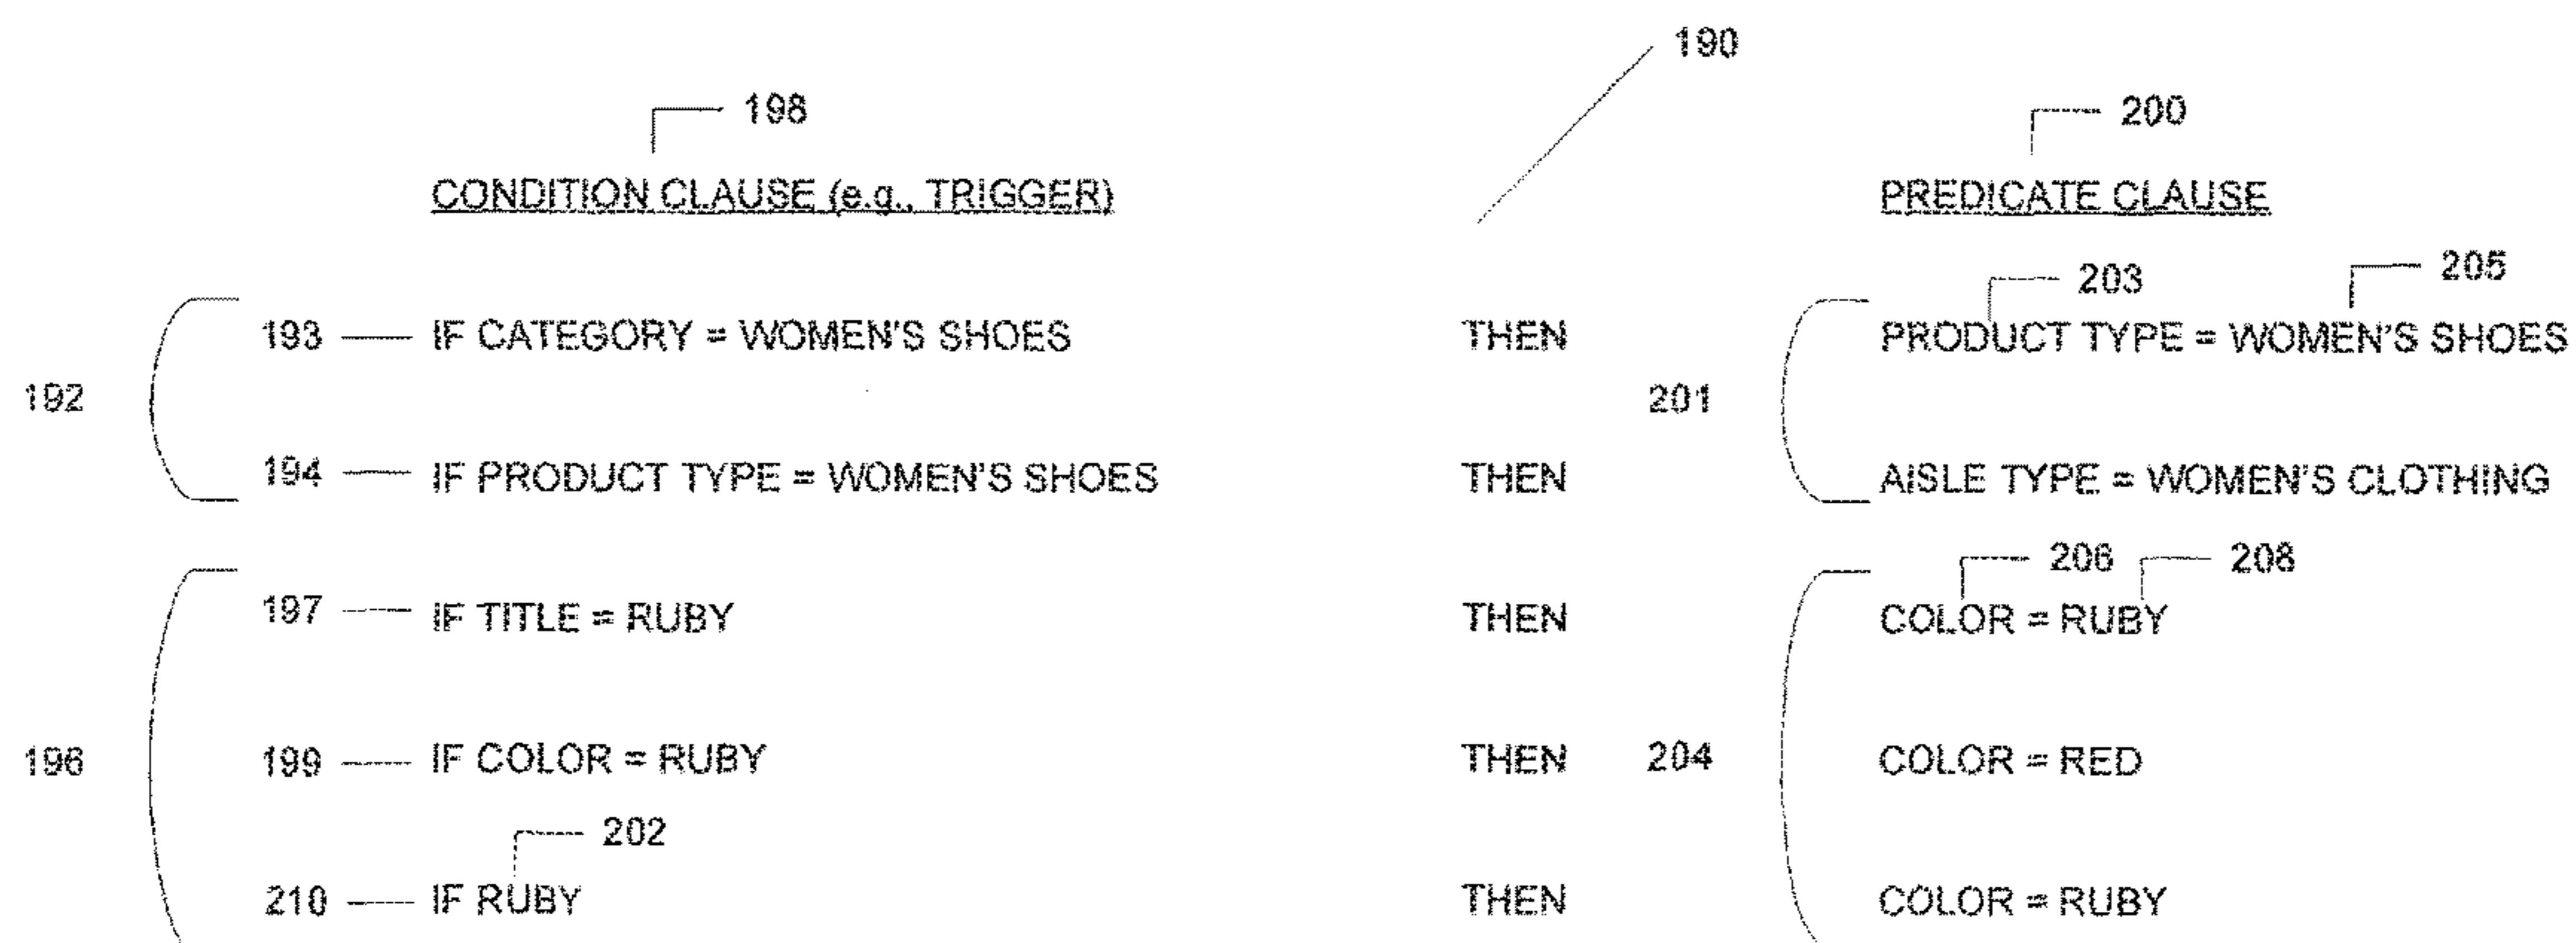 190
198
200
CONDITION CLAUSE (e.g., TRIGGER)
PREDICATE CLAUSE
203
205
193 IF CATEGORY = WOMEN'S SHOES THEN PRODUCT TYPE = WOMEN'S SHOES
192
201
194 IF PRODUCT TYPE = WOMEN'S SHOES THEN AISLE TYPE = WOMEN'S CLOTHING
206
208
197 IF TITLE = RUBY THEN COLOR = RUBY
196
199 IF COLOR = RUBY THEN 204 COLOR = RED
202
210 IF RUBY THEN COLOR = RUBY